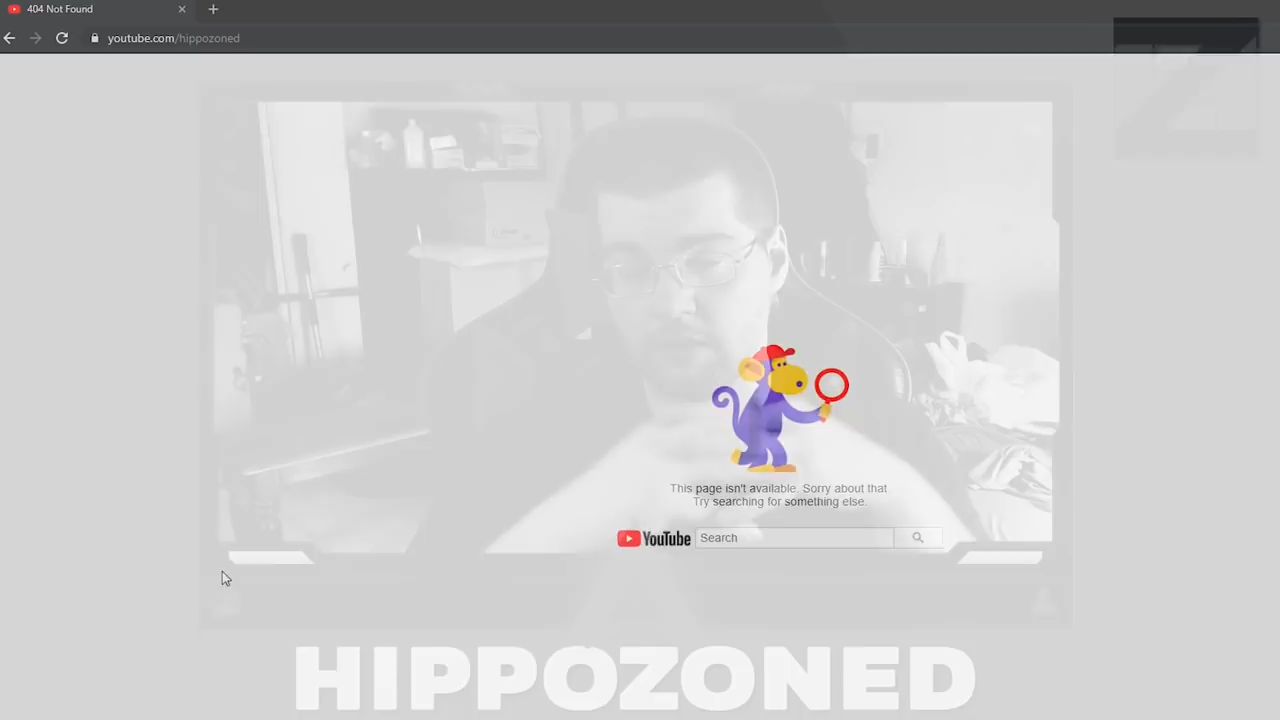 404 Not Found
youtube.com/hippozoned
This page isn't available. Sorry about that
Try searching for something else.
YouTube
Search
HIPPOZONED